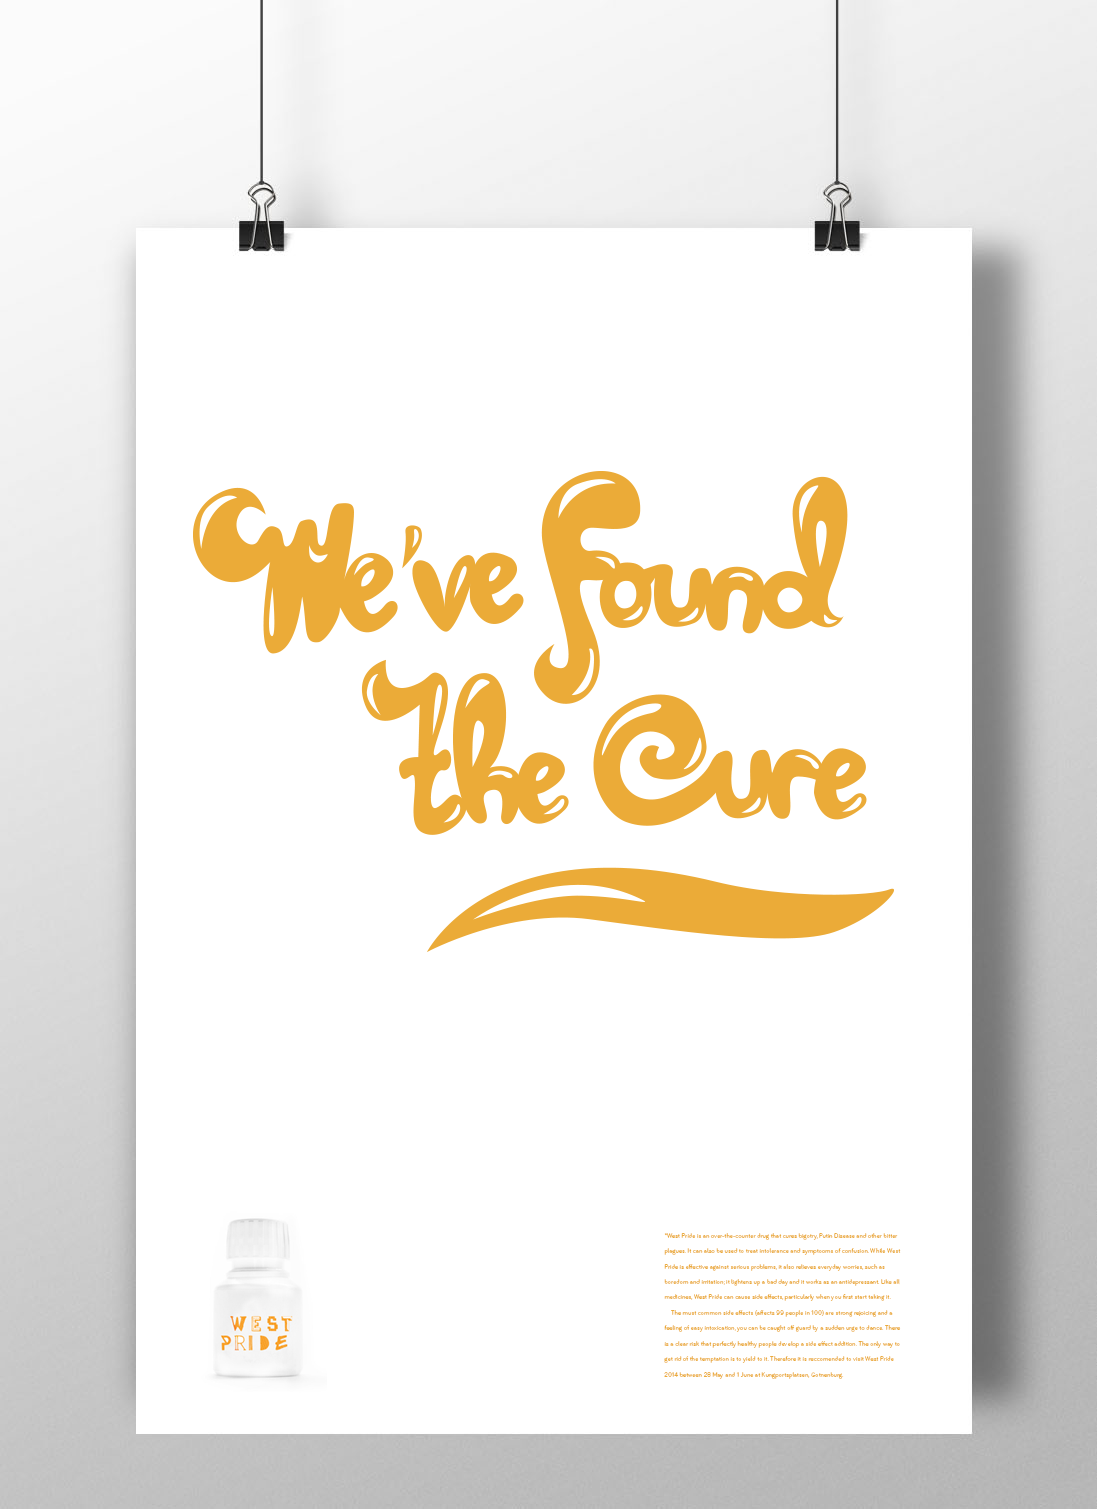 We've Found
The Cure
WEST
PRIDE
"West Pride is an over-the-counter drug that cures bigotry, Putin Disease and other bitter
plagues. It can also be used to treat intolerance and symptoms of confusion. While West
Pride is effective against serious problems, it also relieves everyday worries, such as
boredom and irritation; it lightens up a bad day and it works as an antidepressant. Like all
medicines, West Pride can cause side effects, particularly when you first start taking it.
The most common side effects (affects 99 people in 100) are strong rejoicing and a
feeling of easy intoxication, you can be caught off guard by a sudden urge to dance. There
is a clear risk that perfectly healthy people develop a side effect addition. The only way to
get rid of the temptation is to yield to it. Therefore it is reccomended to visit West Pride
2014 between 28 May and 1 June at Kungportsplatsen, Gothenburg.